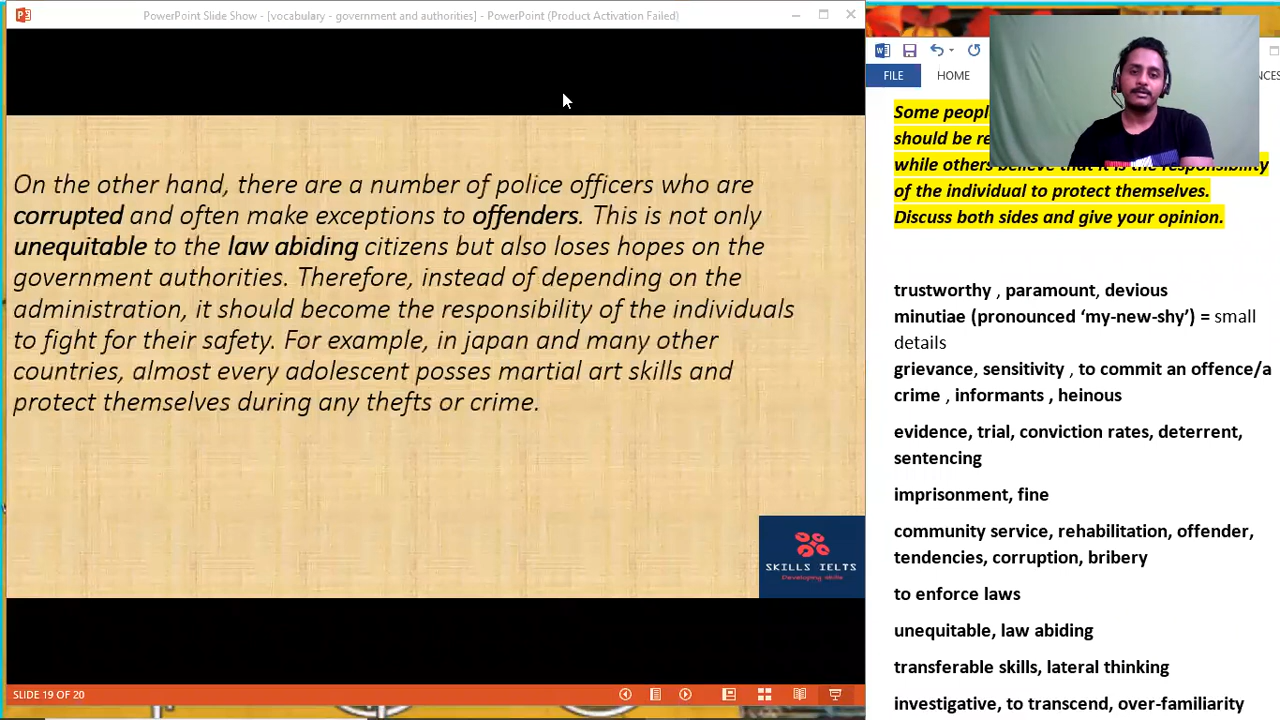 PowerPoint Slide Show - [vocabulary - government and authorities] - PowerPoint (Product Activation Failed)
On the other hand, there are a number of police officers who are
corrupted and often make exceptions to offenders. This is not only
unequitable to the law abiding citizens but also loses hopes on the
government authorities. Therefore, instead of depending on the
administration, it should become the responsibility of the individuals
to fight for their safety. For example, in japan and many other
countries, almost every adolescent posses martial art skills and
protect themselves during any thefts or crime.
SKILLS IELTS
Developing skills
SLIDE 19 OF 20
FILE HOME
Some
should be
while others believe that it is the responsibility
of the individual to protect themselves.
Discuss both sides and give your opinion.
trustworthy , paramount, devious
minutiae (pronounced ‘my-new-shy’) = small
details
grievance, sensitivity , to commit an offence/a
crime , informants , heinous
evidence, trial, conviction rates, deterrent,
sentencing
imprisonment, fine
community service, rehabilitation, offender,
tendencies, corruption, bribery
to enforce laws
unequitable, law abiding
transferable skills, lateral thinking
investigative, to transcend, over-familiarity